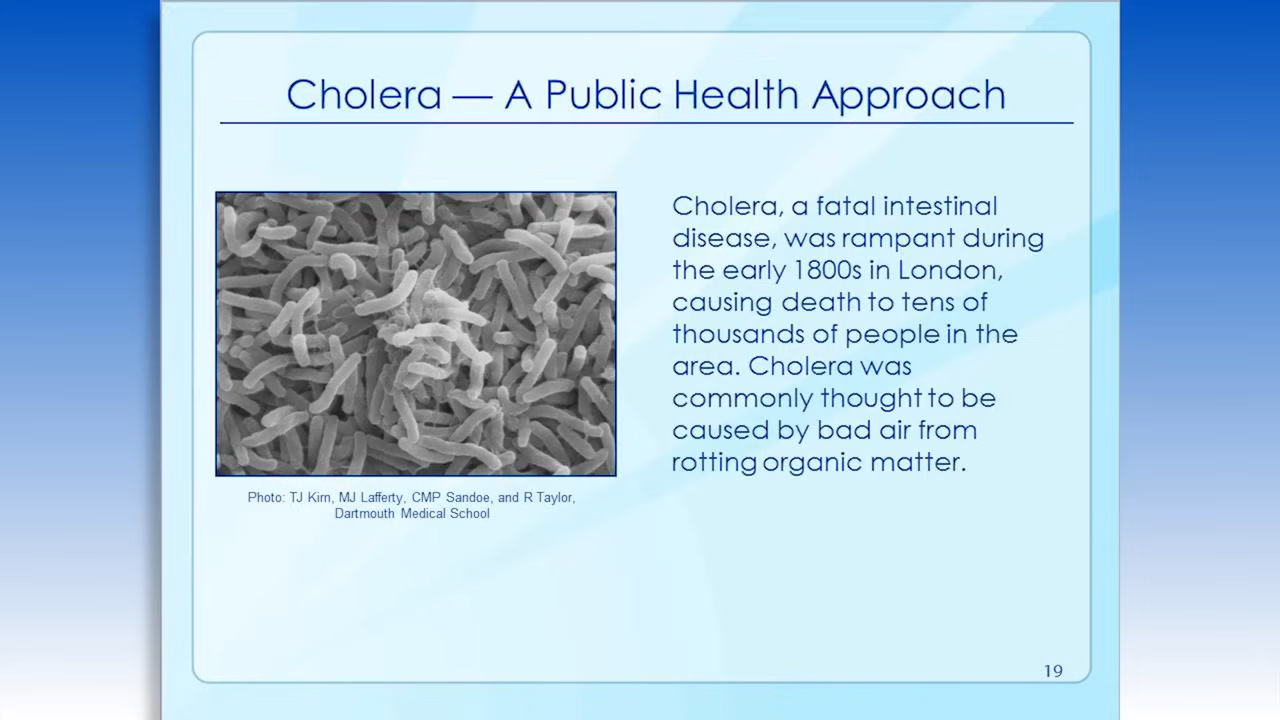 Cholera — A Public Health Approach
Cholera, a fatal intestinal
disease, was rampant during
the early 1800s in London,
causing death to tens of
thousands of people in the
area. Cholera was
commonly thought to be
caused by bad air from
rotting organic matter.
Photo: TJ Kirn, MJ Lafferty, CMP Sandoe, and R Taylor,
Dartmouth Medical School
19